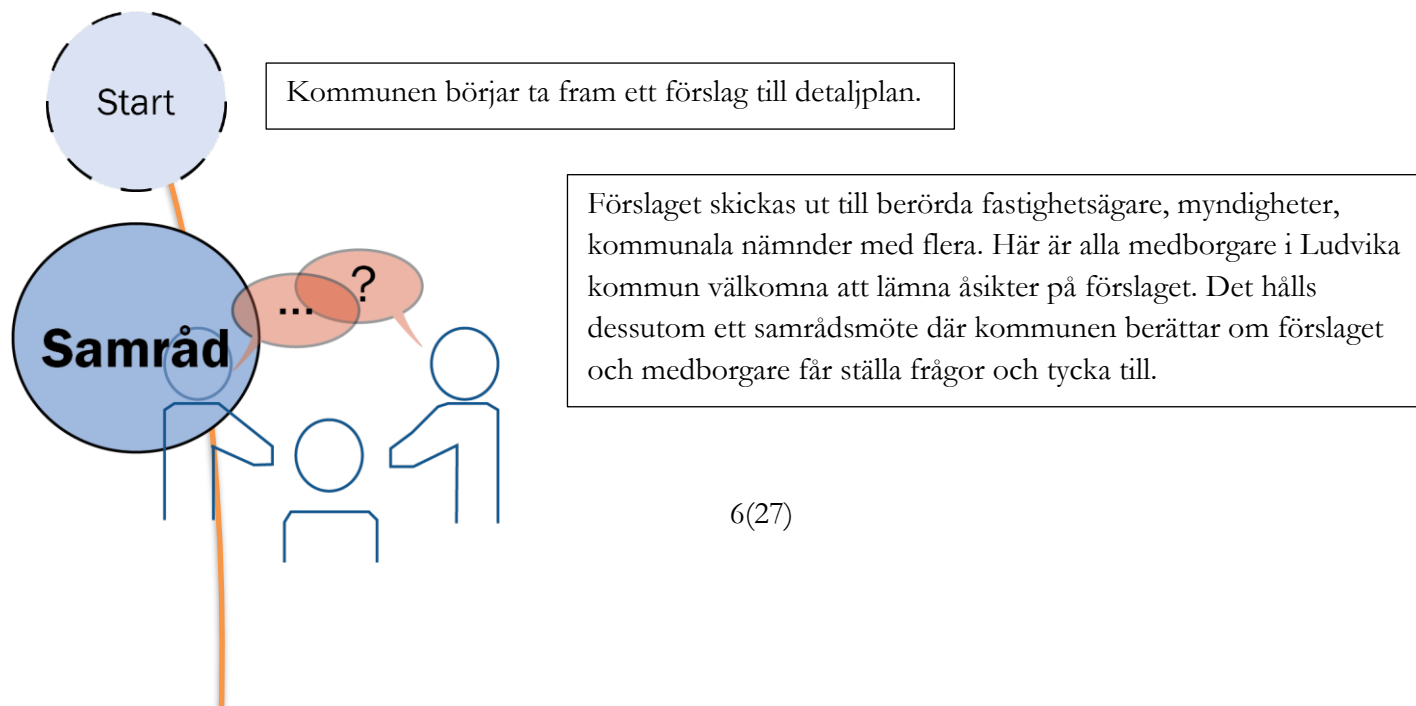 Start
Kommunen börjar ta fram ett förslag till detaljplan.
Samråd
...
?
Förslaget skickas ut till berörda fastighetsägare, myndigheter,
kommunala nämnder med flera. Här är alla medborgare i Ludvika
kommun välkomna att lämna åsikter på förslaget. Det hålls
dessutom ett samrådsmöte där kommunen berättar om förslaget
och medborgare får ställa frågor och tycka till.
6(27)